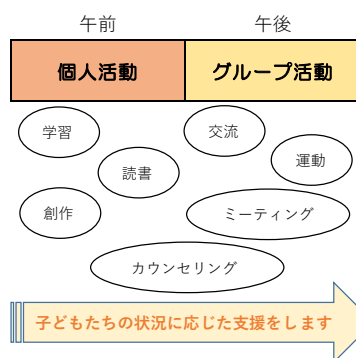 午前 午後
個人活動 グループ活動
学習 交流
運動
読書
創作 ミーティング
カウンセリング
子どもたちの状況に応じた支援をします